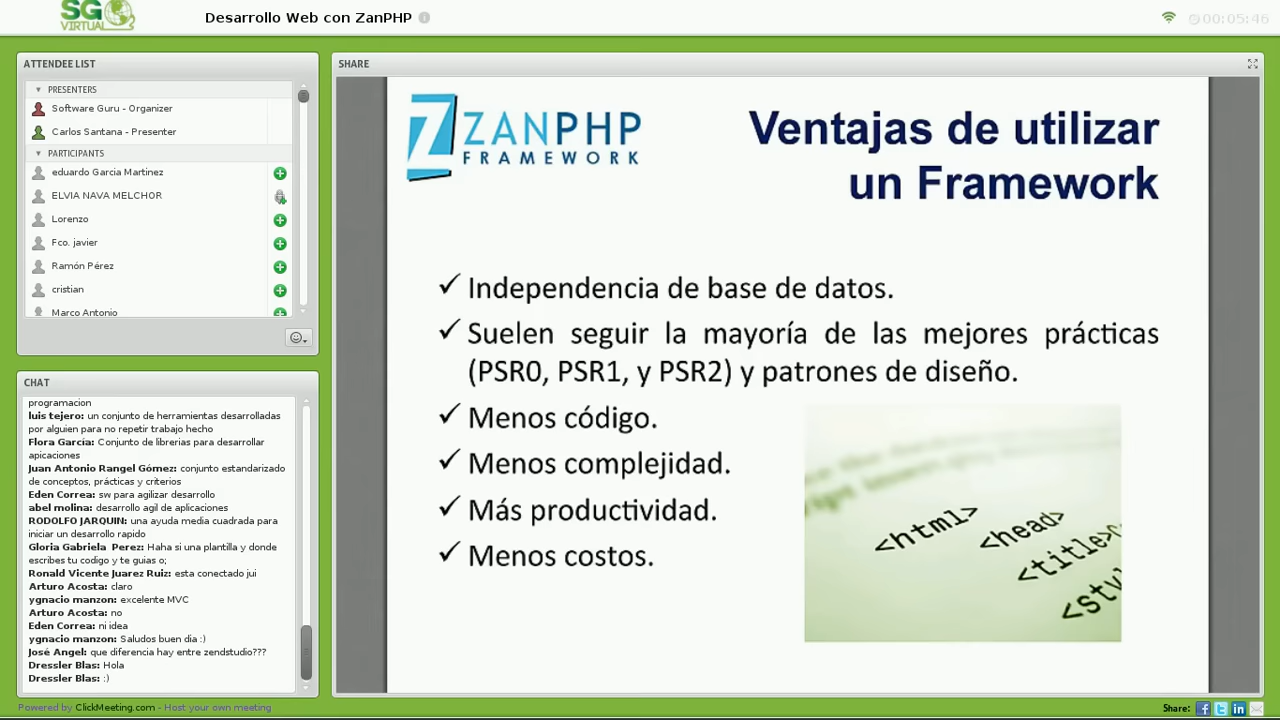 SG
VIRTUAL
Desarrollo Web con ZanPHP
00:05:46
ATTENDEE LIST
PRESENTERS
Software Guru - Organizer
Carlos Santana - Presenter
PARTICIPANTS
eduardo Garcia Martinez
ELVIA NAVA MELCHOR
Lorenzo
Fco. javier
Ramón Pérez
cristian
Marco Antonio
CHAT
programacion
luis tejero: un conjunto de herramientas desarrolladas
por alguien para no repetir trabajo hecho
Flora García: Conjunto de librerias para desarrollar
apicaciones
Juan Antonio Rangel Gómez: conjunto estandarizado
de conceptos, prácticas y criterios
Eden Correa: sw para agilizar desarrollo
abel molina: desarrollo agil de aplicaciones
RODOLFO JARQUIN: una ayuda media cuadrada para
iniciar un desarrollo rapido
Gloria Gabriela Perez: Haha si una plantilla y donde
escribes tu codigo y te guias o;
Ronald Vicente Juarez Ruiz: esta conectado jui
Arturo Acosta: claro
ygnacio manzon: excelente MVC
Arturo Acosta: no
Eden Correa: ni idea
ygnacio manzon: Saludos buen dia :)
José Angel: que diferencia hay entre zendstudio???
Dressler Blas: Hola
Dressler Blas: :)
SHARE
ZANPHP
FRAMEWORK
Ventajas de utilizar
un Framework
✓ Independencia de base de datos.
✓ Suelen seguir la mayoría de las mejores prácticas
(PSR0, PSR1, y PSR2) y patrones de diseño.
✓ Menos código.
✓ Menos complejidad.
✓ Más productividad.
✓ Menos costos.
<html>
<head>
<title>
<sty
Powered by ClickMeeting.com - Host your own meeting
Share: